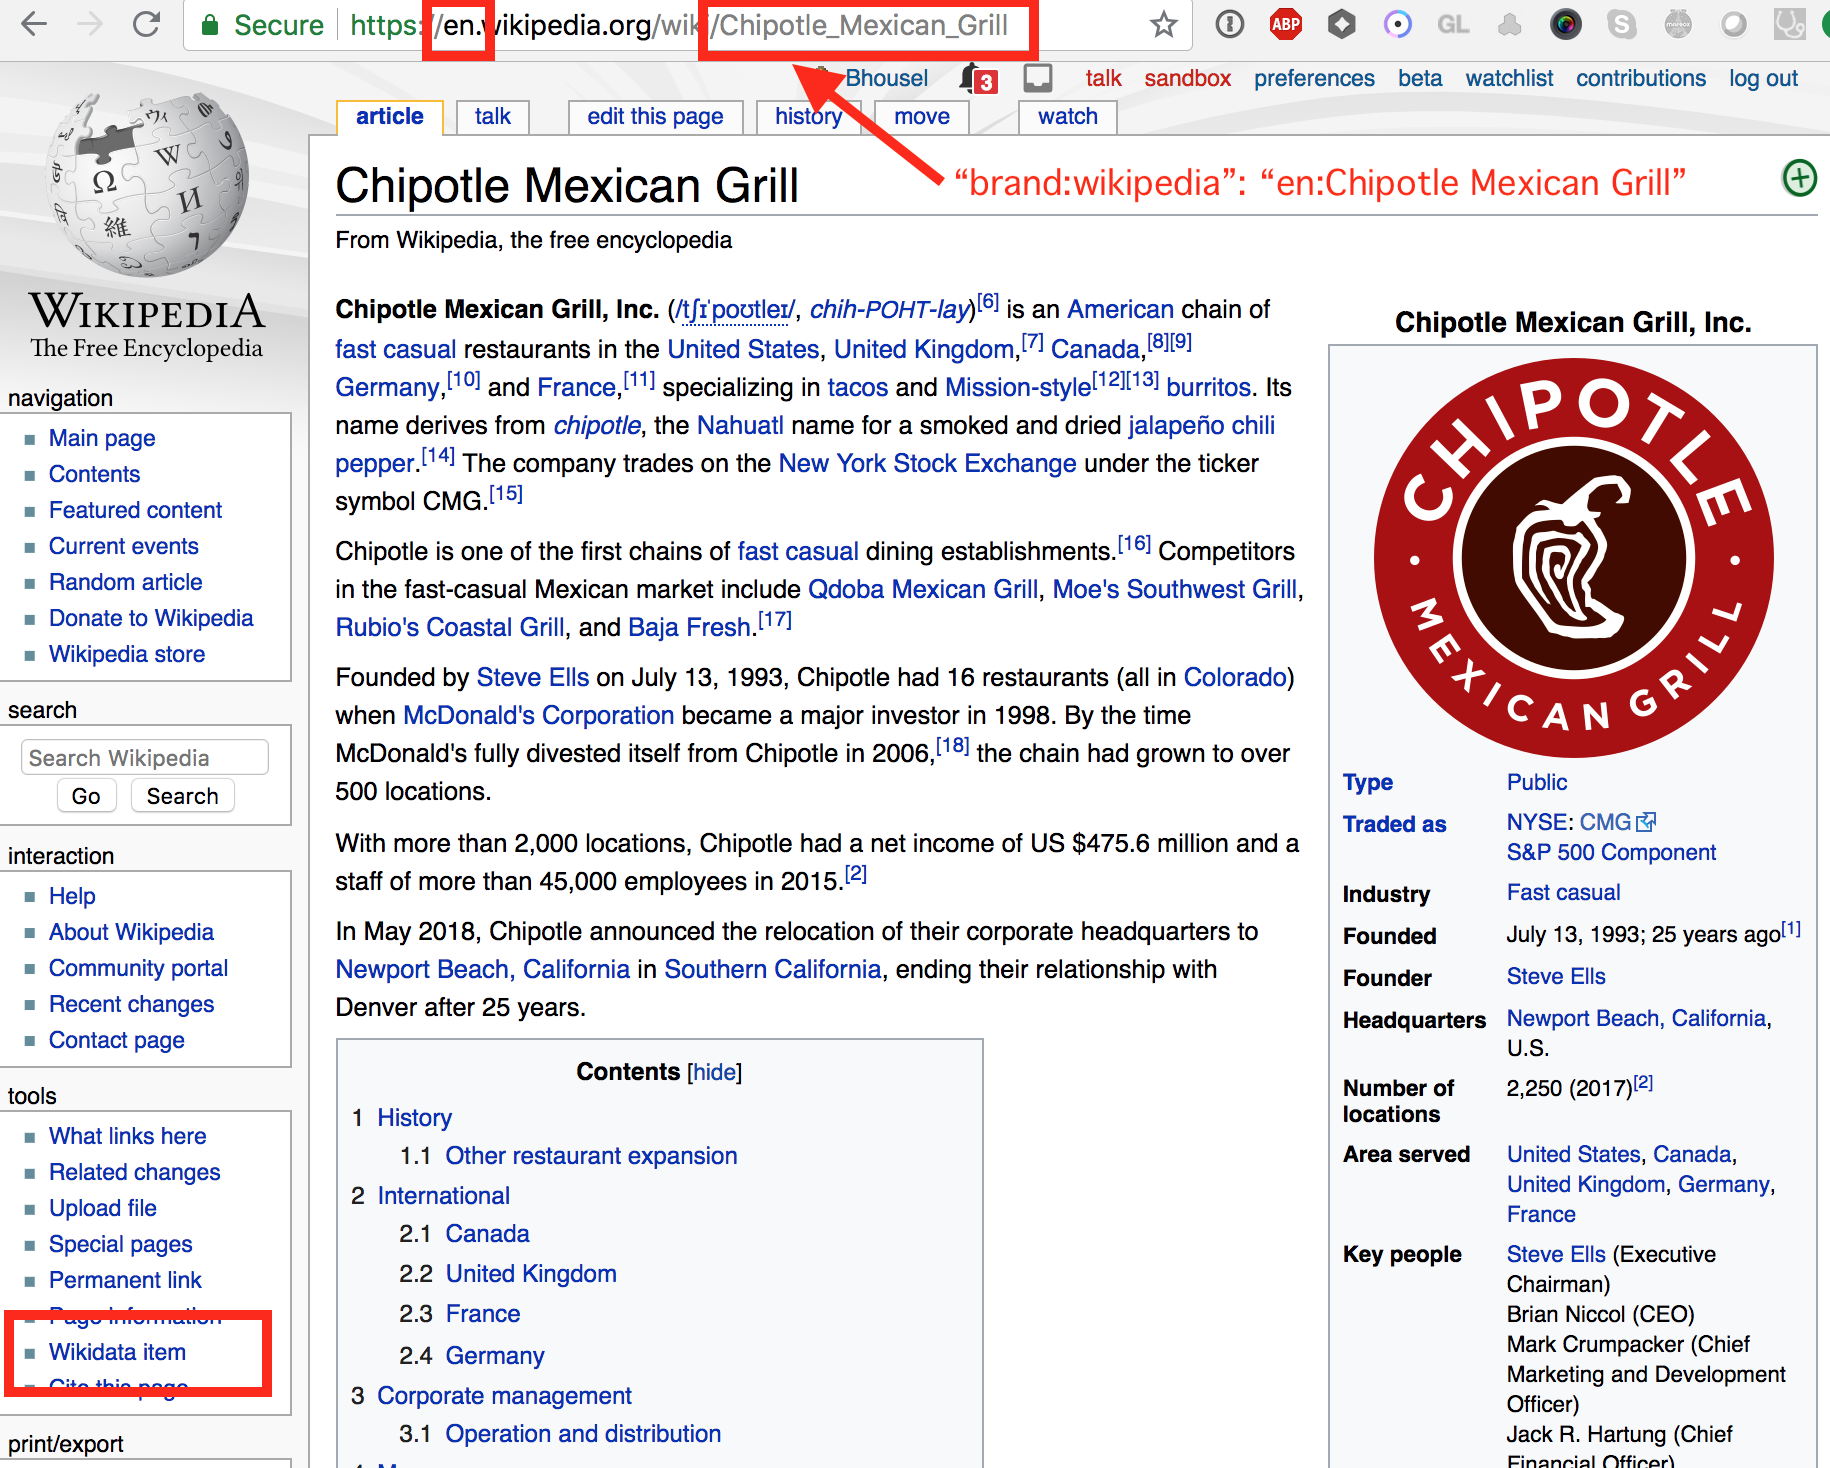 Secure https://en.wikipedia.org/wiki/Chipotle_Mexican_Grill
ABP GL
Bhousel 3 talk sandbox preferences beta watchlist contributions log out
article talk edit this page history move watch
Chipotle Mexican Grill
“brand:wikipedia”: “en:Chipotle Mexican Grill”
From Wikipedia, the free encyclopedia
WIKIPEDIA
The Free Encyclopedia
navigation
Main page
Contents
Featured content
Current events
Random article
Donate to Wikipedia
Wikipedia store
search
Search Wikipedia
Go Search
interaction
Help
About Wikipedia
Community portal
Recent changes
Contact page
tools
What links here
Related changes
Upload file
Special pages
Permanent link
Page information
Wikidata item
Cite this page
print/export
Chipotle Mexican Grill, Inc. (/tʃɪˈpoʊtleɪ/, chih-POHT-lay)[6] is an American chain of
fast casual restaurants in the United States, United Kingdom,[7] Canada,[8][9]
Germany,[10] and France,[11] specializing in tacos and Mission-style[12][13] burritos. Its
name derives from chipotle, the Nahuatl name for a smoked and dried jalapeño chili
pepper.[14] The company trades on the New York Stock Exchange under the ticker
symbol CMG.[15]
Chipotle is one of the first chains of fast casual dining establishments.[16] Competitors
in the fast-casual Mexican market include Qdoba Mexican Grill, Moe's Southwest Grill,
Rubio's Coastal Grill, and Baja Fresh.[17]
Founded by Steve Ells on July 13, 1993, Chipotle had 16 restaurants (all in Colorado)
when McDonald's Corporation became a major investor in 1998. By the time
McDonald's fully divested itself from Chipotle in 2006,[18] the chain had grown to over
500 locations.
With more than 2,000 locations, Chipotle had a net income of US $475.6 million and a
staff of more than 45,000 employees in 2015.[2]
In May 2018, Chipotle announced the relocation of their corporate headquarters to
Newport Beach, California in Southern California, ending their relationship with
Denver after 25 years.
Contents [hide]
1 History
1.1 Other restaurant expansion
2 International
2.1 Canada
2.2 United Kingdom
2.3 France
2.4 Germany
3 Corporate management
3.1 Operation and distribution
Chipotle Mexican Grill, Inc.
CHIPOTLE
MEXICAN GRILL
Type Public
Traded as NYSE: CMG
S&P 500 Component
Industry Fast casual
Founded July 13, 1993; 25 years ago[1]
Founder Steve Ells
Headquarters Newport Beach, California,
U.S.
Number of locations 2,250 (2017)[2]
Area served United States, Canada,
United Kingdom, Germany,
France
Key people Steve Ells (Executive
Chairman)
Brian Niccol (CEO)
Mark Crumpacker (Chief
Marketing and Development
Officer)
Jack R. Hartung (Chief
Financial Officer)